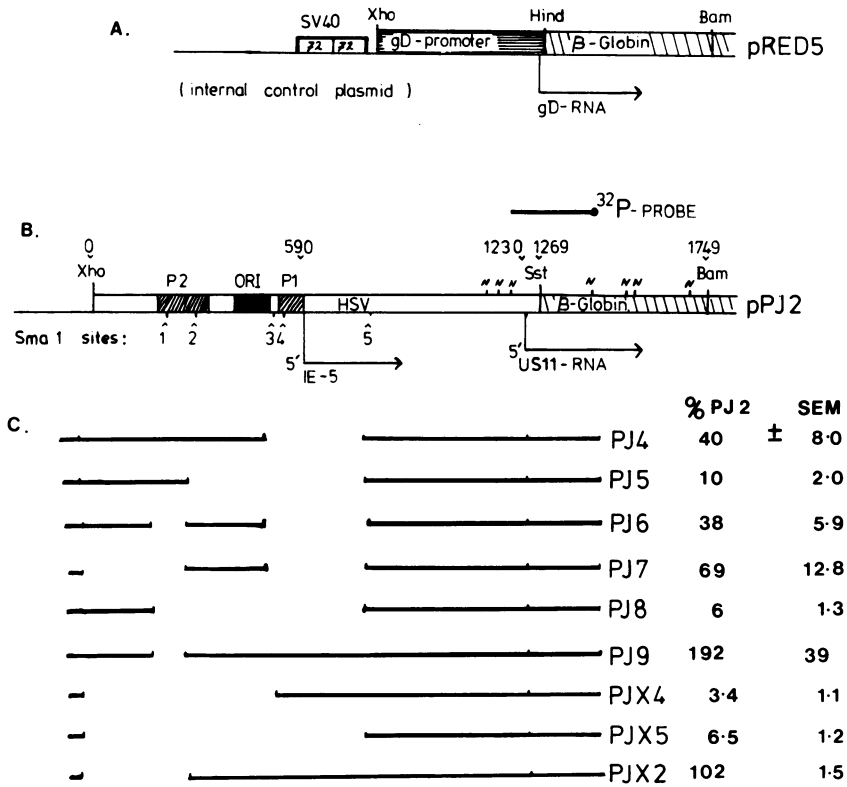 A.
SV40
Xho
Hind
Bam
72 72
gD-promoter
β-Globin
pRED5
( internal control plasmid )
gD-RNA
32P-PROBE
B.
0
590
1230
1269
1749
Xho
P2
ORI
P1
Sst
Bam
N N N N N N N
HSV
β-Globin
pPJ2
Sma 1 sites: 1 2 3 4 5
5'
IE-5
5'
US11-RNA
C.
% PJ 2 SEM
PJ4 40 ± 8·0
PJ5 10 2·0
PJ6 38 5·9
PJ7 69 12·8
PJ8 6 1·3
PJ9 192 39
PJX4 3·4 1·1
PJX5 6·5 1·2
PJX2 102 1·5